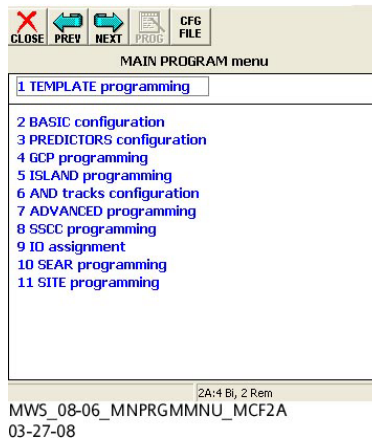 CLOSE PREV NEXT PROG CFG FILE
MAIN PROGRAM menu
1 TEMPLATE programming
2 BASIC configuration
3 PREDICTORS configuration
4 GCP programming
5 ISLAND programming
6 AND tracks configuration
7 ADVANCED programming
8 SSCC programming
9 IO assignment
10 SEAR programming
11 SITE programming
2A:4 Bi, 2 Rem
MWS_08-06_MNPRGMMNU_MCF2A
03-27-08